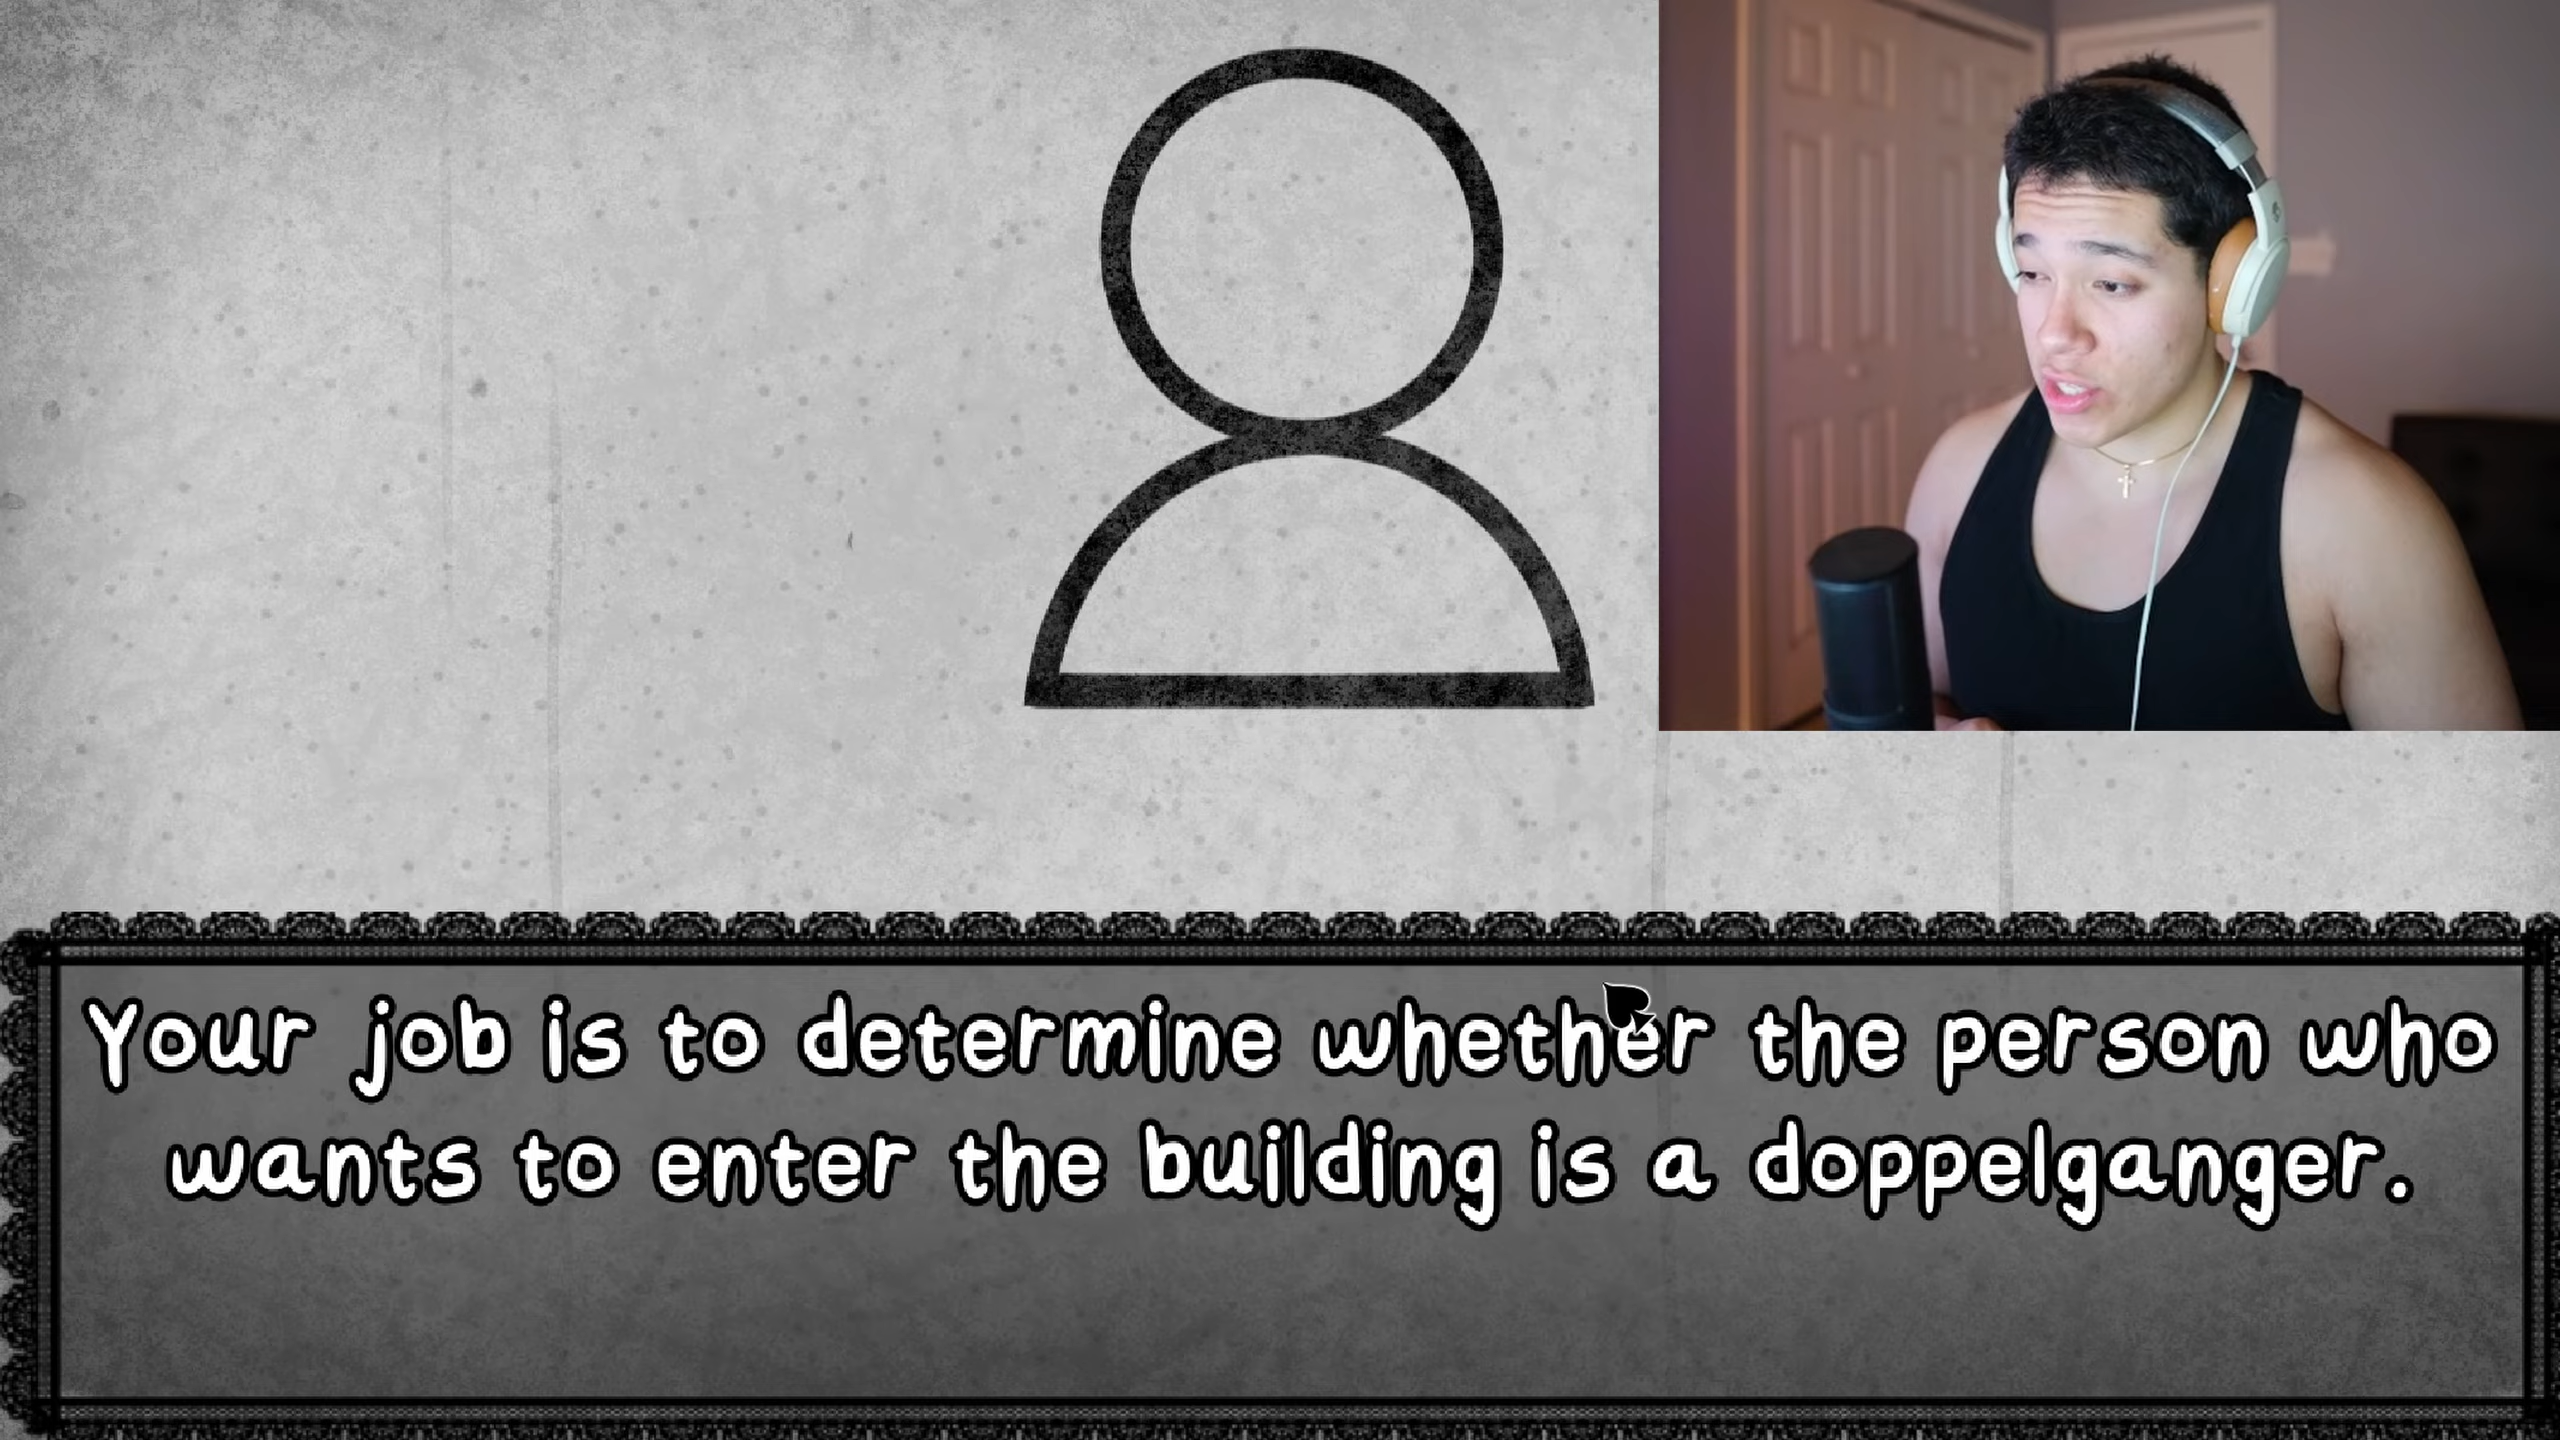 Your job is to determine whether the person who
wants to enter the building is a doppelganger.